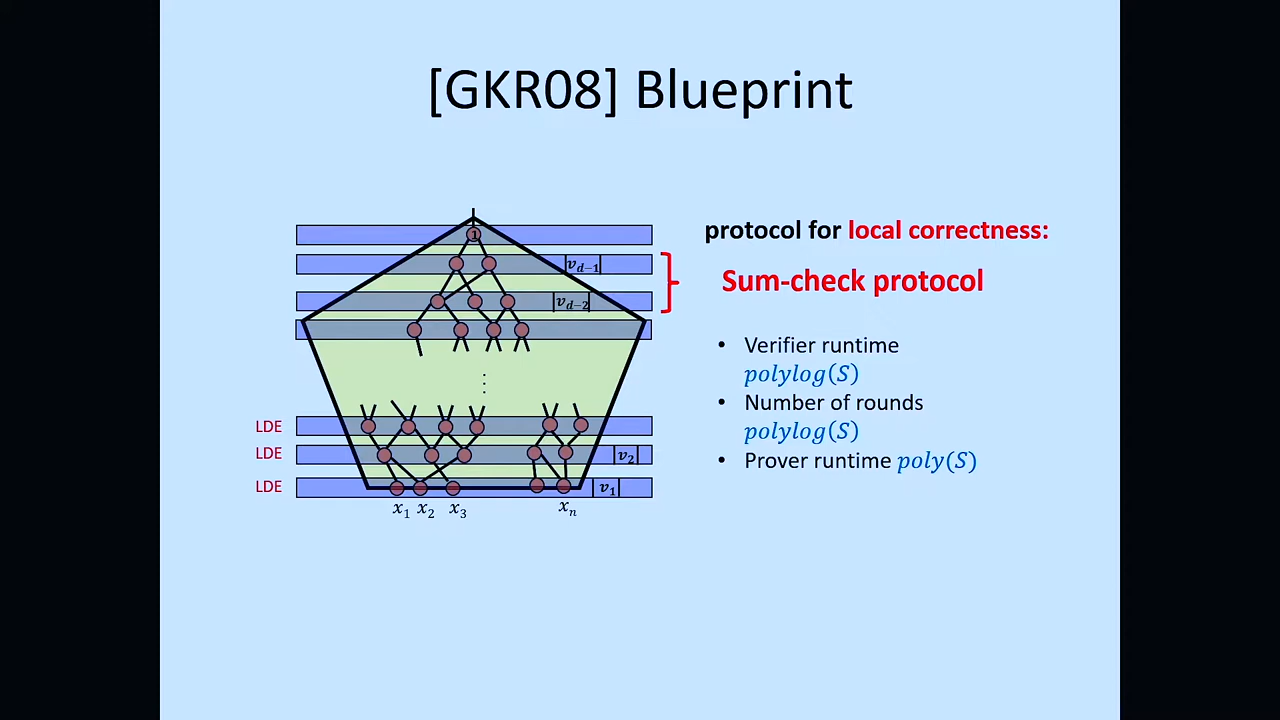 [GKR08] Blueprint
protocol for local correctness:
Sum-check protocol
• Verifier runtime
polylog(S)
• Number of rounds
polylog(S)
• Prover runtime poly(S)
1
v_{d−1}
v_{d−2}
⋮
LDE
LDE v_2
LDE v_1
x_1 x_2 x_3 x_n